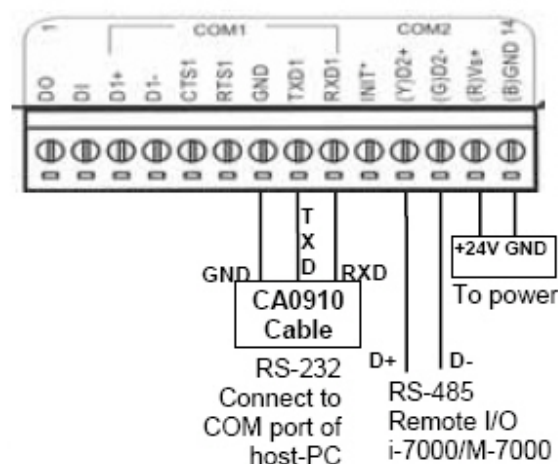 COM1 COM2
1
DO
DI
D1+
D1-
CTS1
RTS1
GND
TXD1
RXD1
INIT*
(Y)D2+
(G)D2-
(R)Vs+
(B)GND 14
TXD
GND RXD
+24V GND
To power
CA0910
Cable
RS-232
Connect to
COM port of
host-PC
D+ D-
RS-485
Remote I/O
i-7000/M-7000